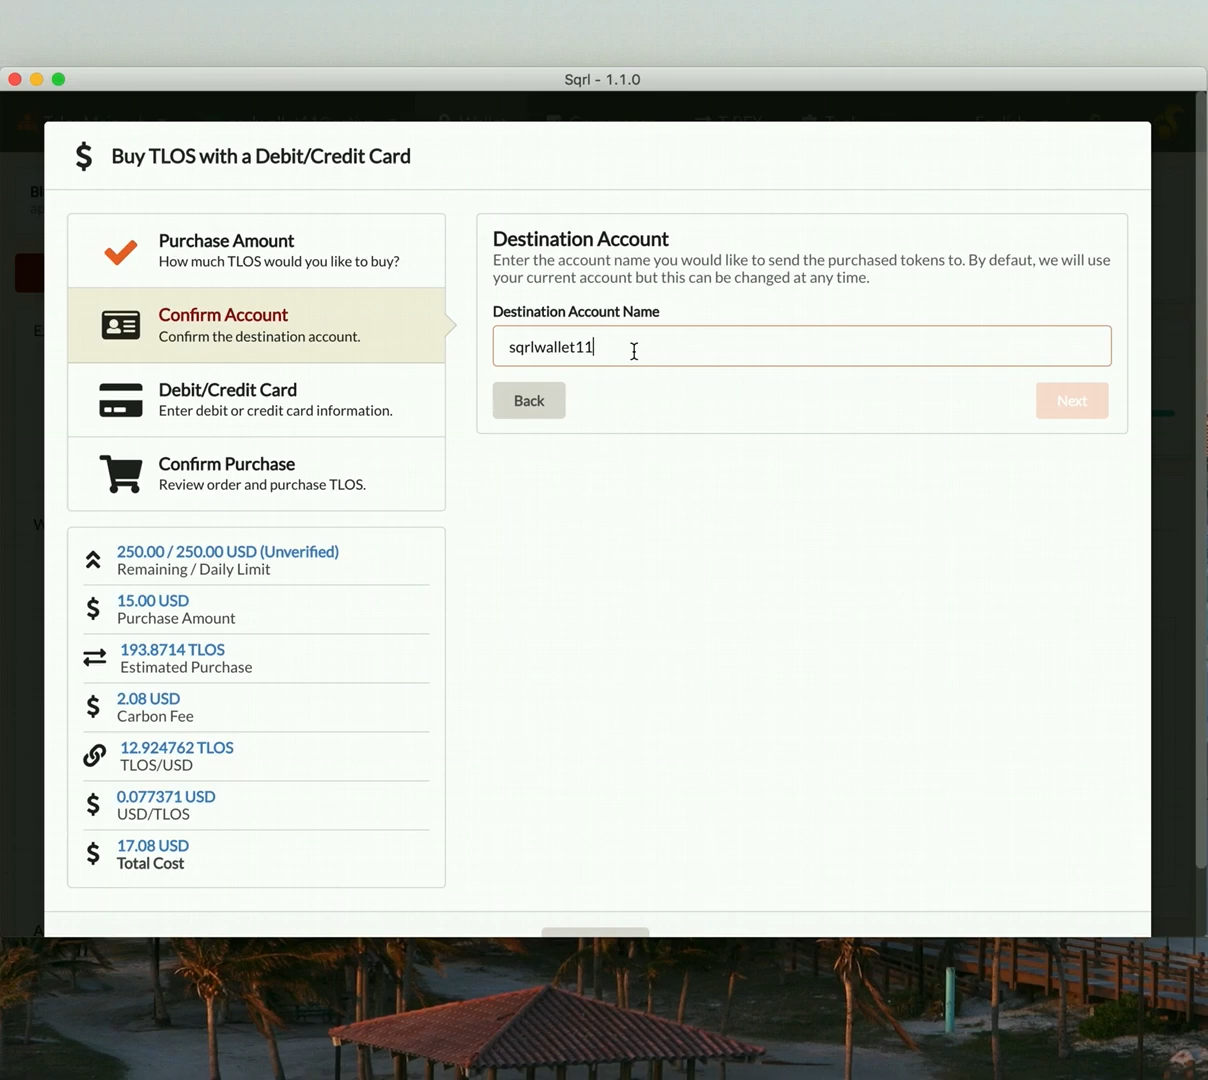 Sqrl - 1.1.0
Buy TLOS with a Debit/Credit Card
Purchase Amount
How much TLOS would you like to buy?
Confirm Account
Confirm the destination account.
Debit/Credit Card
Enter debit or credit card information.
Confirm Purchase
Review order and purchase TLOS.
250.00 / 250.00 USD (Unverified)
Remaining / Daily Limit
15.00 USD
Purchase Amount
193.8714 TLOS
Estimated Purchase
2.08 USD
Carbon Fee
12.924762 TLOS
TLOS/USD
0.077371 USD
USD/TLOS
17.08 USD
Total Cost
Destination Account
Enter the account name you would like to send the purchased tokens to. By defaut, we will use
your current account but this can be changed at any time.
Destination Account Name
sqrlwallet11
Back
Next